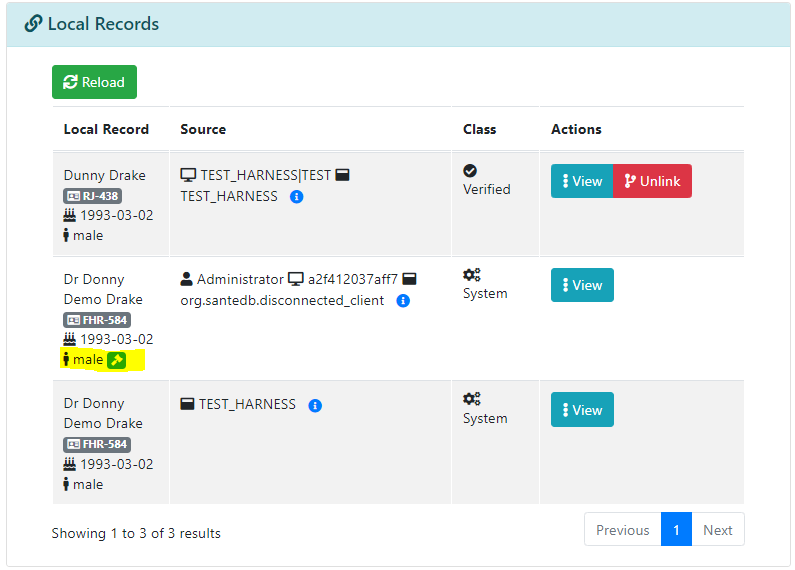 Local Records
Reload
Local Record Source Class Actions
Dunny Drake
RJ-438
1993-03-02
male
TEST_HARNESS|TEST
TEST_HARNESS
Verified
View Unlink
Dr Donny
Demo Drake
FHR-584
1993-03-02
male
Administrator a2f412037aff7
org.santedb.disconnected_client
System
View
Dr Donny
Demo Drake
FHR-584
1993-03-02
male
TEST_HARNESS
System
View
Showing 1 to 3 of 3 results
Previous 1 Next